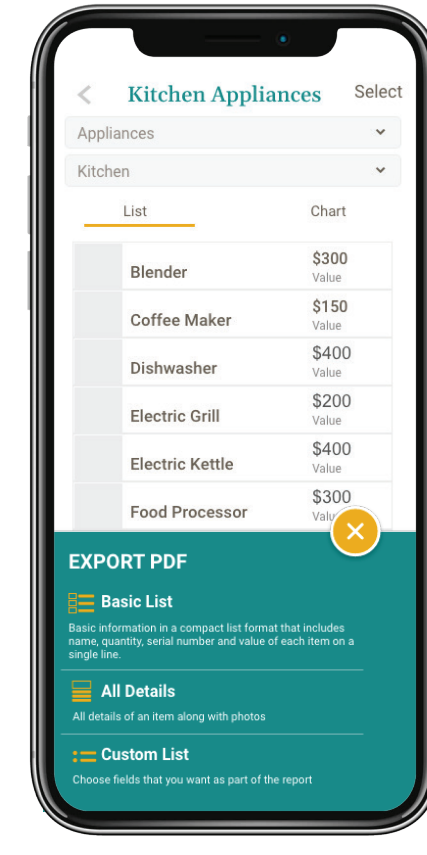 Kitchen Appliances
Select
Appliances
Kitchen
List
Chart
Blender
$300
Value
Coffee Maker
$150
Value
Dishwasher
$400
Value
Electric Grill
$200
Value
Electric Kettle
$400
Value
Food Processor
$300
EXPORT PDF
Basic List
Basic information in a compact list format that includes
name, quantity, serial number and value of each item on a
single line.
All Details
All details of an item along with photos
Custom List
Choose fields that you want as part of the report